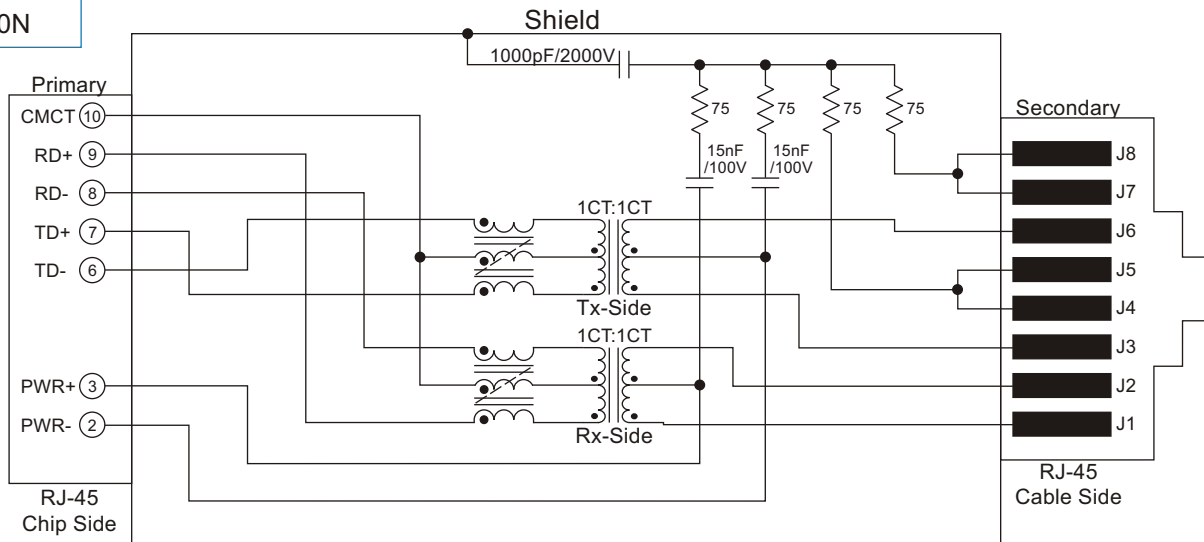 0N
Shield
1000pF/2000V
75
75
75
75
15nF
/100V
15nF
/100V
Primary
CMCT 10
RD+ 9
RD- 8
TD+ 7
TD- 6
PWR+ 3
PWR- 2
RJ-45
Chip Side
1CT:1CT
Tx-Side
1CT:1CT
Rx-Side
Secondary
J8
J7
J6
J5
J4
J3
J2
J1
RJ-45
Cable Side